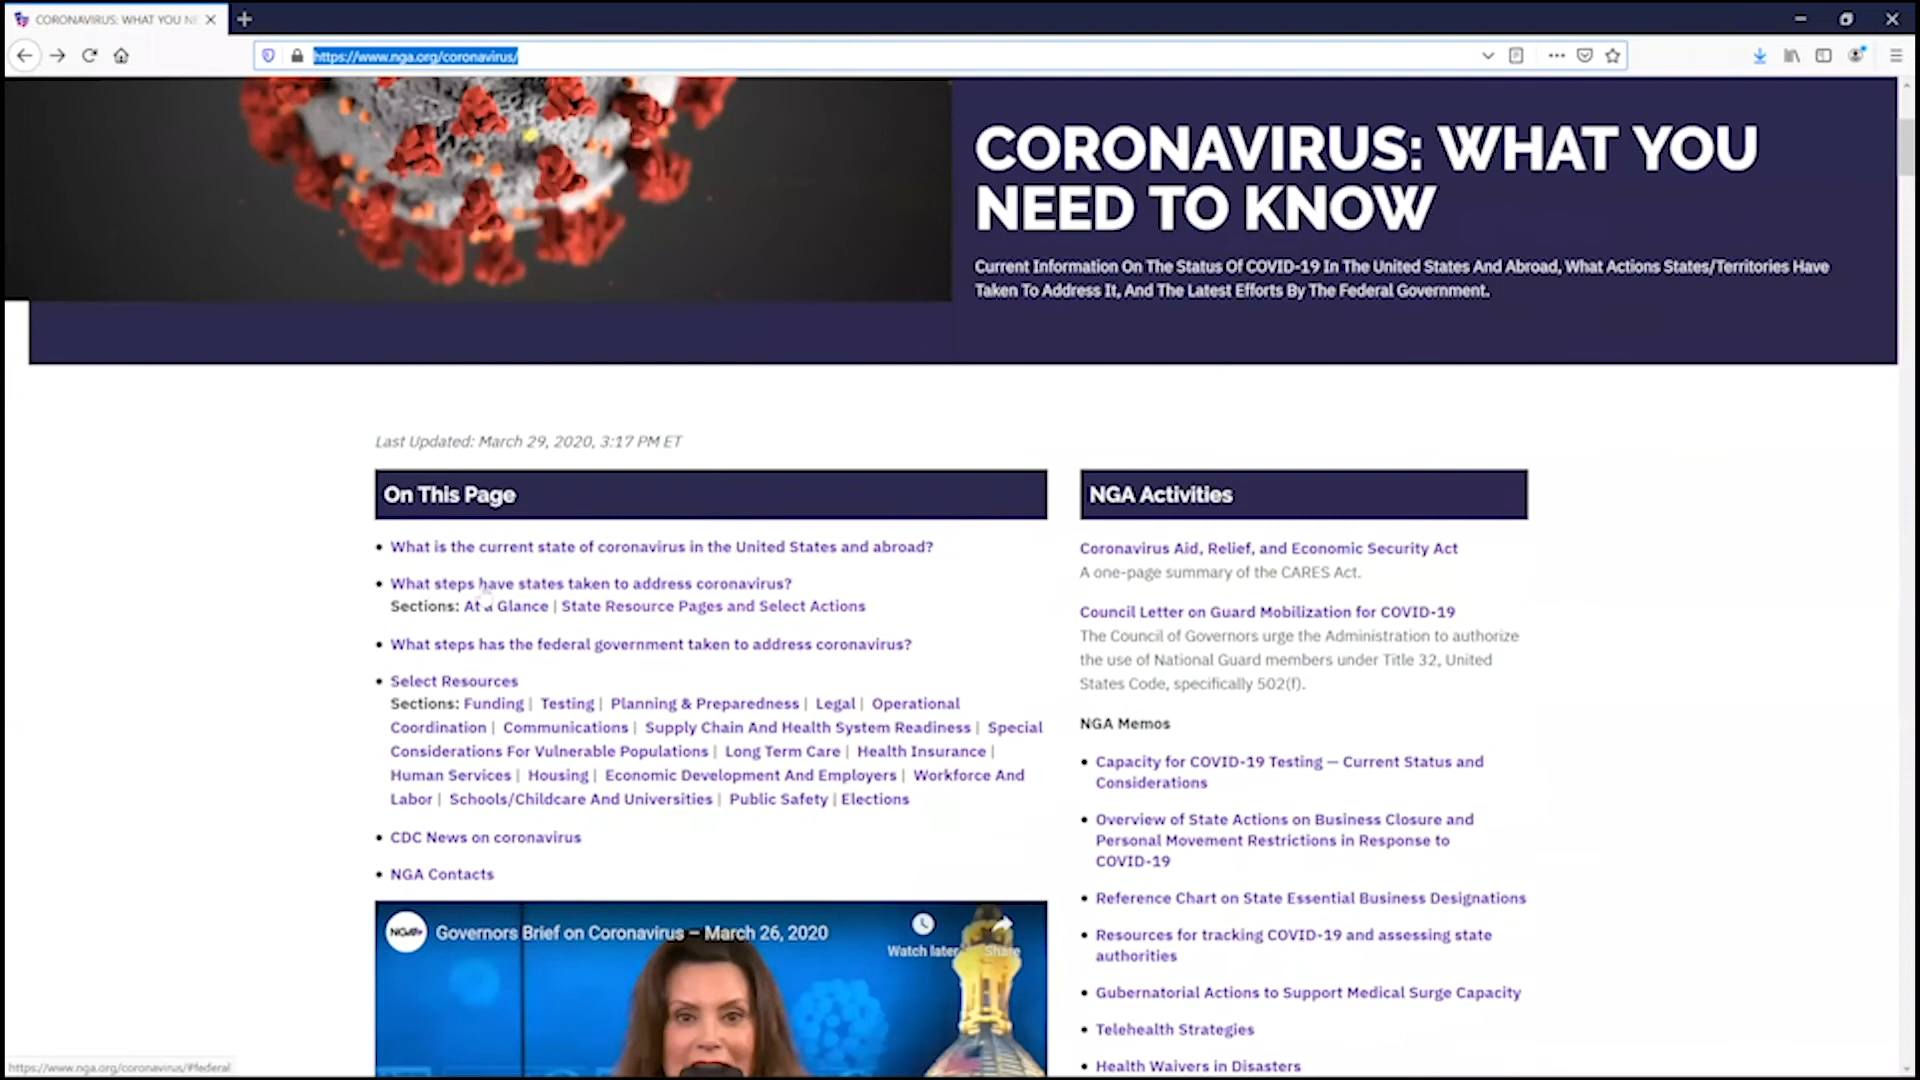 CORONAVIRUS: WHAT YOU NE
https://www.nga.org/coronavirus/
CORONAVIRUS: WHAT YOU
NEED TO KNOW
Current Information On The Status Of COVID-19 In The United States And Abroad, What Actions States/Territories Have
Taken To Address It, And The Latest Efforts By The Federal Government.
Last Updated: March 29, 2020, 3:17 PM ET
On This Page
• What is the current state of coronavirus in the United States and abroad?
• What steps have states taken to address coronavirus?
Sections: At a Glance | State Resource Pages and Select Actions
• What steps has the federal government taken to address coronavirus?
• Select Resources
Sections: Funding | Testing | Planning & Preparedness | Legal | Operational
Coordination | Communications | Supply Chain And Health System Readiness | Special
Considerations For Vulnerable Populations | Long Term Care | Health Insurance |
Human Services | Housing | Economic Development And Employers | Workforce And
Labor | Schools/Childcare And Universities | Public Safety | Elections
• CDC News on coronavirus
• NGA Contacts
NGA
Governors Brief on Coronavirus – March 26, 2020
Watch later
Share
NGA Activities
Coronavirus Aid, Relief, and Economic Security Act
A one-page summary of the CARES Act.
Council Letter on Guard Mobilization for COVID-19
The Council of Governors urge the Administration to authorize
the use of National Guard members under Title 32, United
States Code, specifically 502(f).
NGA Memos
• Capacity for COVID-19 Testing — Current Status and
Considerations
• Overview of State Actions on Business Closure and
Personal Movement Restrictions in Response to
COVID-19
• Reference Chart on State Essential Business Designations
• Resources for tracking COVID-19 and assessing state
authorities
• Gubernatorial Actions to Support Medical Surge Capacity
• Telehealth Strategies
• Health Waivers in Disasters
https://www.nga.org/coronavirus/#federal